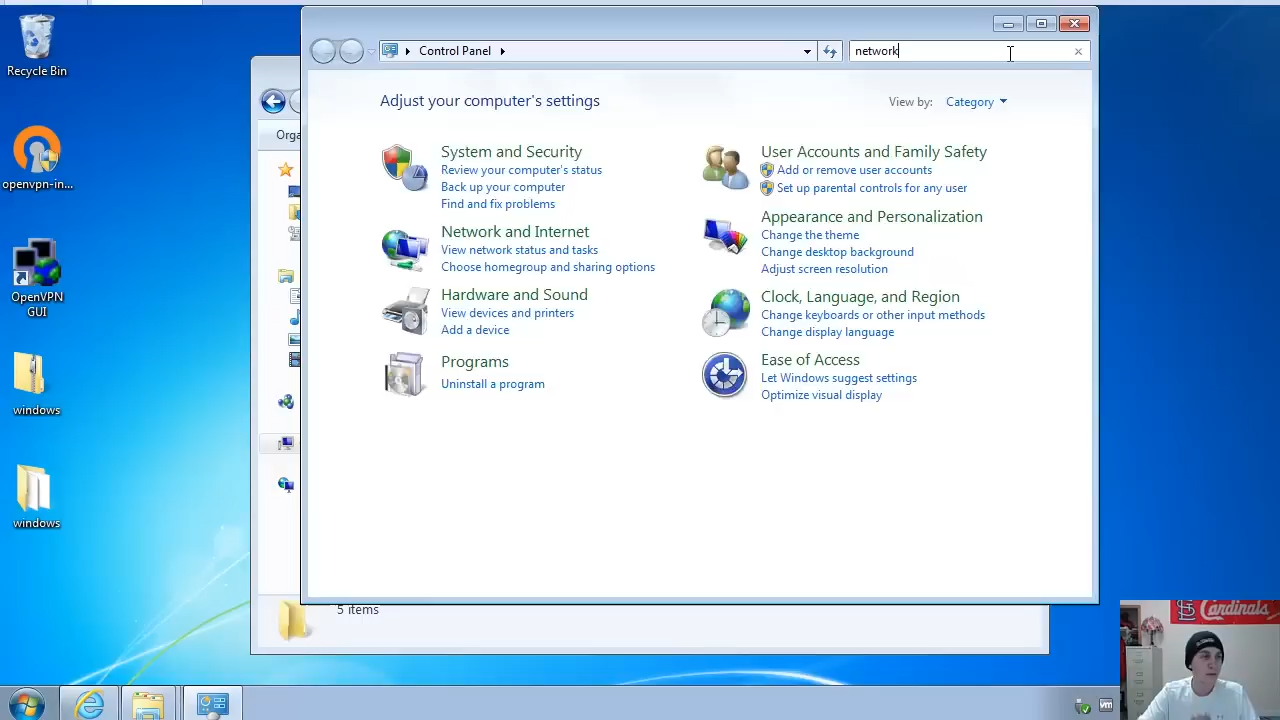 Recycle Bin
openvpn-in...
OpenVPN
GUI
windows
windows
Orga
Control Panel
network
Adjust your computer's settings
View by: Category
System and Security
Review your computer's status
Back up your computer
Find and fix problems
Network and Internet
View network status and tasks
Choose homegroup and sharing options
Hardware and Sound
View devices and printers
Add a device
Programs
Uninstall a program
User Accounts and Family Safety
Add or remove user accounts
Set up parental controls for any user
Appearance and Personalization
Change the theme
Change desktop background
Adjust screen resolution
Clock, Language, and Region
Change keyboards or other input methods
Change display language
Ease of Access
Let Windows suggest settings
Optimize visual display
5 items
Cardinals
vm